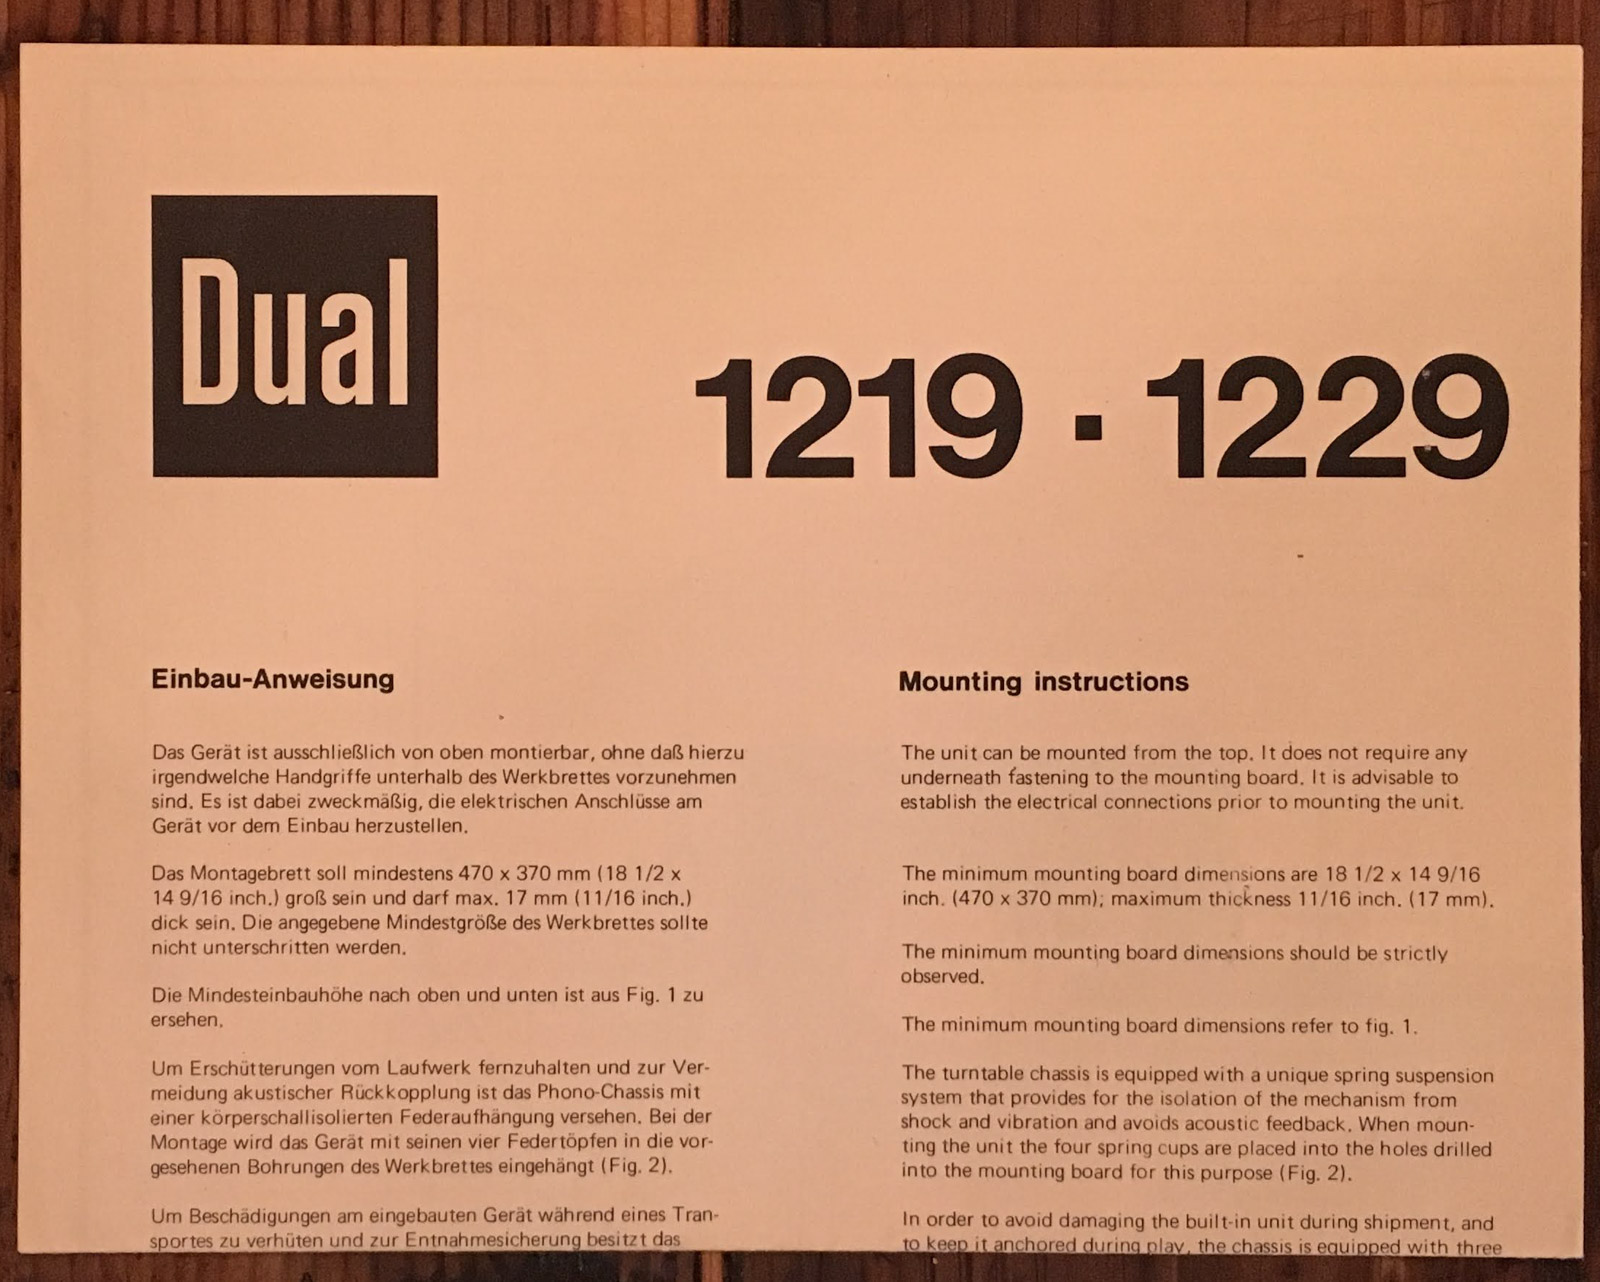 Dual
1219 · 1229
Einbau-Anweisung
Das Gerät ist ausschließlich von oben montierbar, ohne daß hierzu
irgendwelche Handgriffe unterhalb des Werkbrettes vorzunehmen
sind. Es ist dabei zweckmäßig, die elektrischen Anschlüsse am
Gerät vor dem Einbau herzustellen.
Das Montagebrett soll mindestens 470 x 370 mm (18 1/2 x
14 9/16 inch.) groß sein und darf max. 17 mm (11/16 inch.)
dick sein. Die angegebene Mindestgröße des Werkbrettes sollte
nicht unterschritten werden.
Die Mindesteinbauhöhe nach oben und unten ist aus Fig. 1 zu
ersehen.
Um Erschütterungen vom Laufwerk fernzuhalten und zur Ver-
meidung akustischer Rückkopplung ist das Phono-Chassis mit
einer körperschallisolierten Federaufhängung versehen. Bei der
Montage wird das Gerät mit seinen vier Federtöpfen in die vor-
gesehenen Bohrungen des Werkbrettes eingehängt (Fig. 2).
Um Beschädigungen am eingebauten Gerät während eines Tran-
sportes zu verhüten und zur Entnahmesicherung besitzt das
Mounting instructions
The unit can be mounted from the top. It does not require any
underneath fastening to the mounting board. It is advisable to
establish the electrical connections prior to mounting the unit.
The minimum mounting board dimensions are 18 1/2 x 14 9/16
inch. (470 x 370 mm); maximum thickness 11/16 inch. (17 mm).
The minimum mounting board dimensions should be strictly
observed.
The minimum mounting board dimensions refer to fig. 1.
The turntable chassis is equipped with a unique spring suspension
system that provides for the isolation of the mechanism from
shock and vibration and avoids acoustic feedback. When moun-
ting the unit the four spring cups are placed into the holes drilled
into the mounting board for this purpose (Fig. 2).
In order to avoid damaging the built-in unit during shipment, and
to keep it anchored during play, the chassis is equipped with three